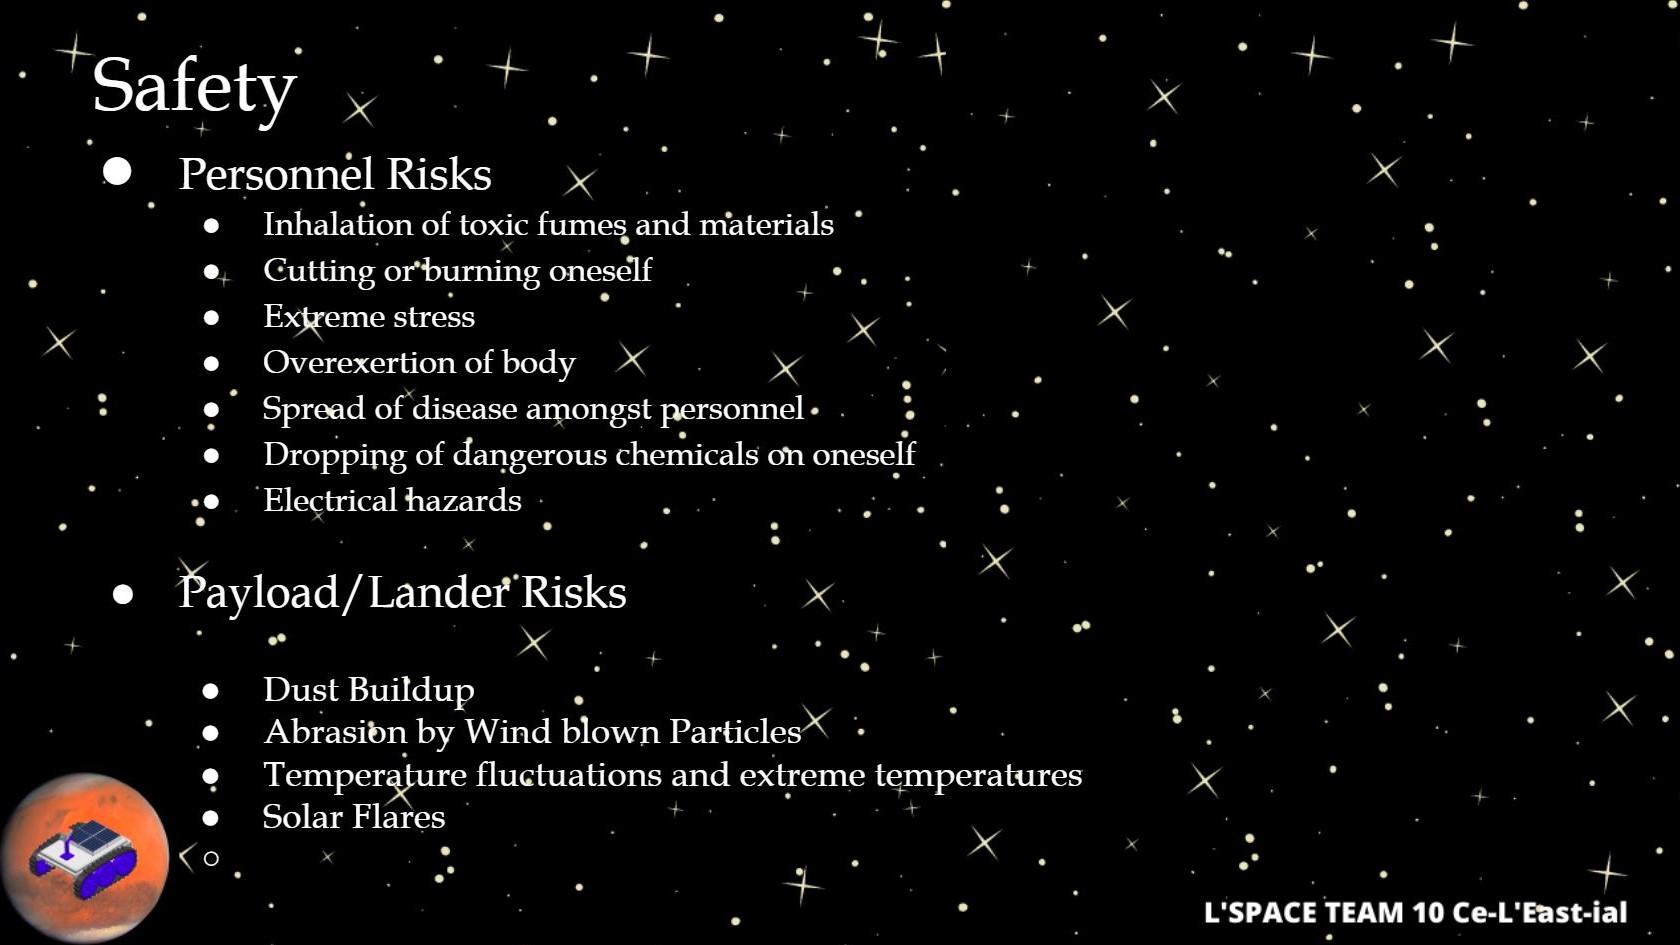 Safety
● Personnel Risks
● Inhalation of toxic fumes and materials
● Cutting or burning oneself
● Extreme stress
● Overexertion of body
● Spread of disease amongst personnel
● Dropping of dangerous chemicals on oneself
● Electrical hazards
● Payload/Lander Risks
● Dust Buildup
● Abrasion by Wind blown Particles
● Temperature fluctuations and extreme temperatures
● Solar Flares
○
L'SPACE TEAM 10 Ce-L'East-ial